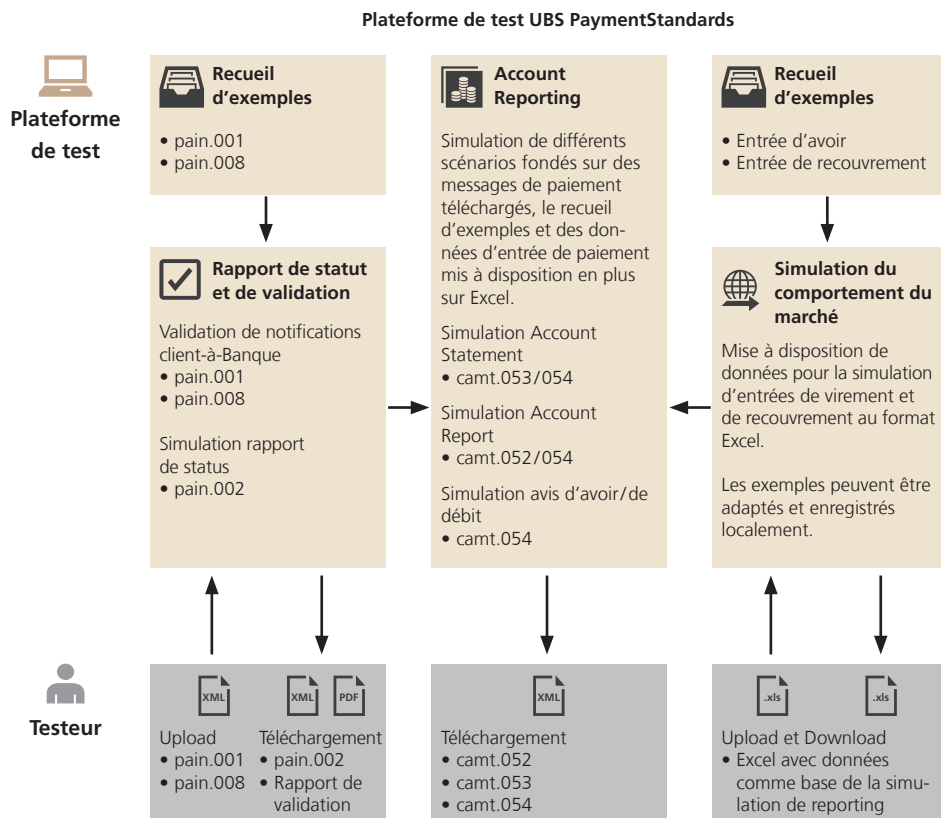 Plateforme de test UBS PaymentStandards
Plateforme
de test
Recueil
d'exemples
• pain.001
• pain.008
Rapport de statut
et de validation
Validation de notifications
client-à-Banque
• pain.001
• pain.008
Simulation rapport
de status
• pain.002
Account
Reporting
Simulation de différents
scénarios fondés sur des
messages de paiement
téléchargés, le recueil
d'exemples et des don-
nées d'entrée de paiement
mis à disposition en plus
sur Excel.
Simulation Account
Statement
• camt.053/054
Simulation Account
Report
• camt.052/054
Simulation avis d'avoir/de
débit
• camt.054
Recueil
d'exemples
• Entrée d'avoir
• Entrée de recouvrement
Simulation du
comportement du
marché
Mise à disposition de
données pour la simulation
d'entrées de virement et
de recouvrement au format
Excel.
Les exemples peuvent être
adaptés et enregistrés
localement.
Testeur
XML
Upload
• pain.001
• pain.008
XML PDF
Téléchargement
• pain.002
• Rapport de
validation
XML
Téléchargement
• camt.052
• camt.053
• camt.054
.xls .xls
Upload et Download
• Excel avec données
comme base de la simu-
lation de reporting